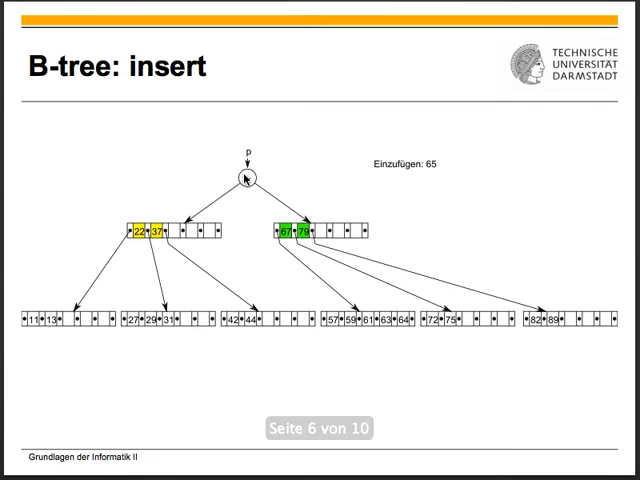 B-tree: insert
TECHNISCHE
UNIVERSITÄT
DARMSTADT
p
Einzufügen: 65
22 37 67 79
11 13 27 29 31 42 44 57 59 61 63 64 72 75 82 89
Seite 6 von 10
Grundlagen der Informatik II